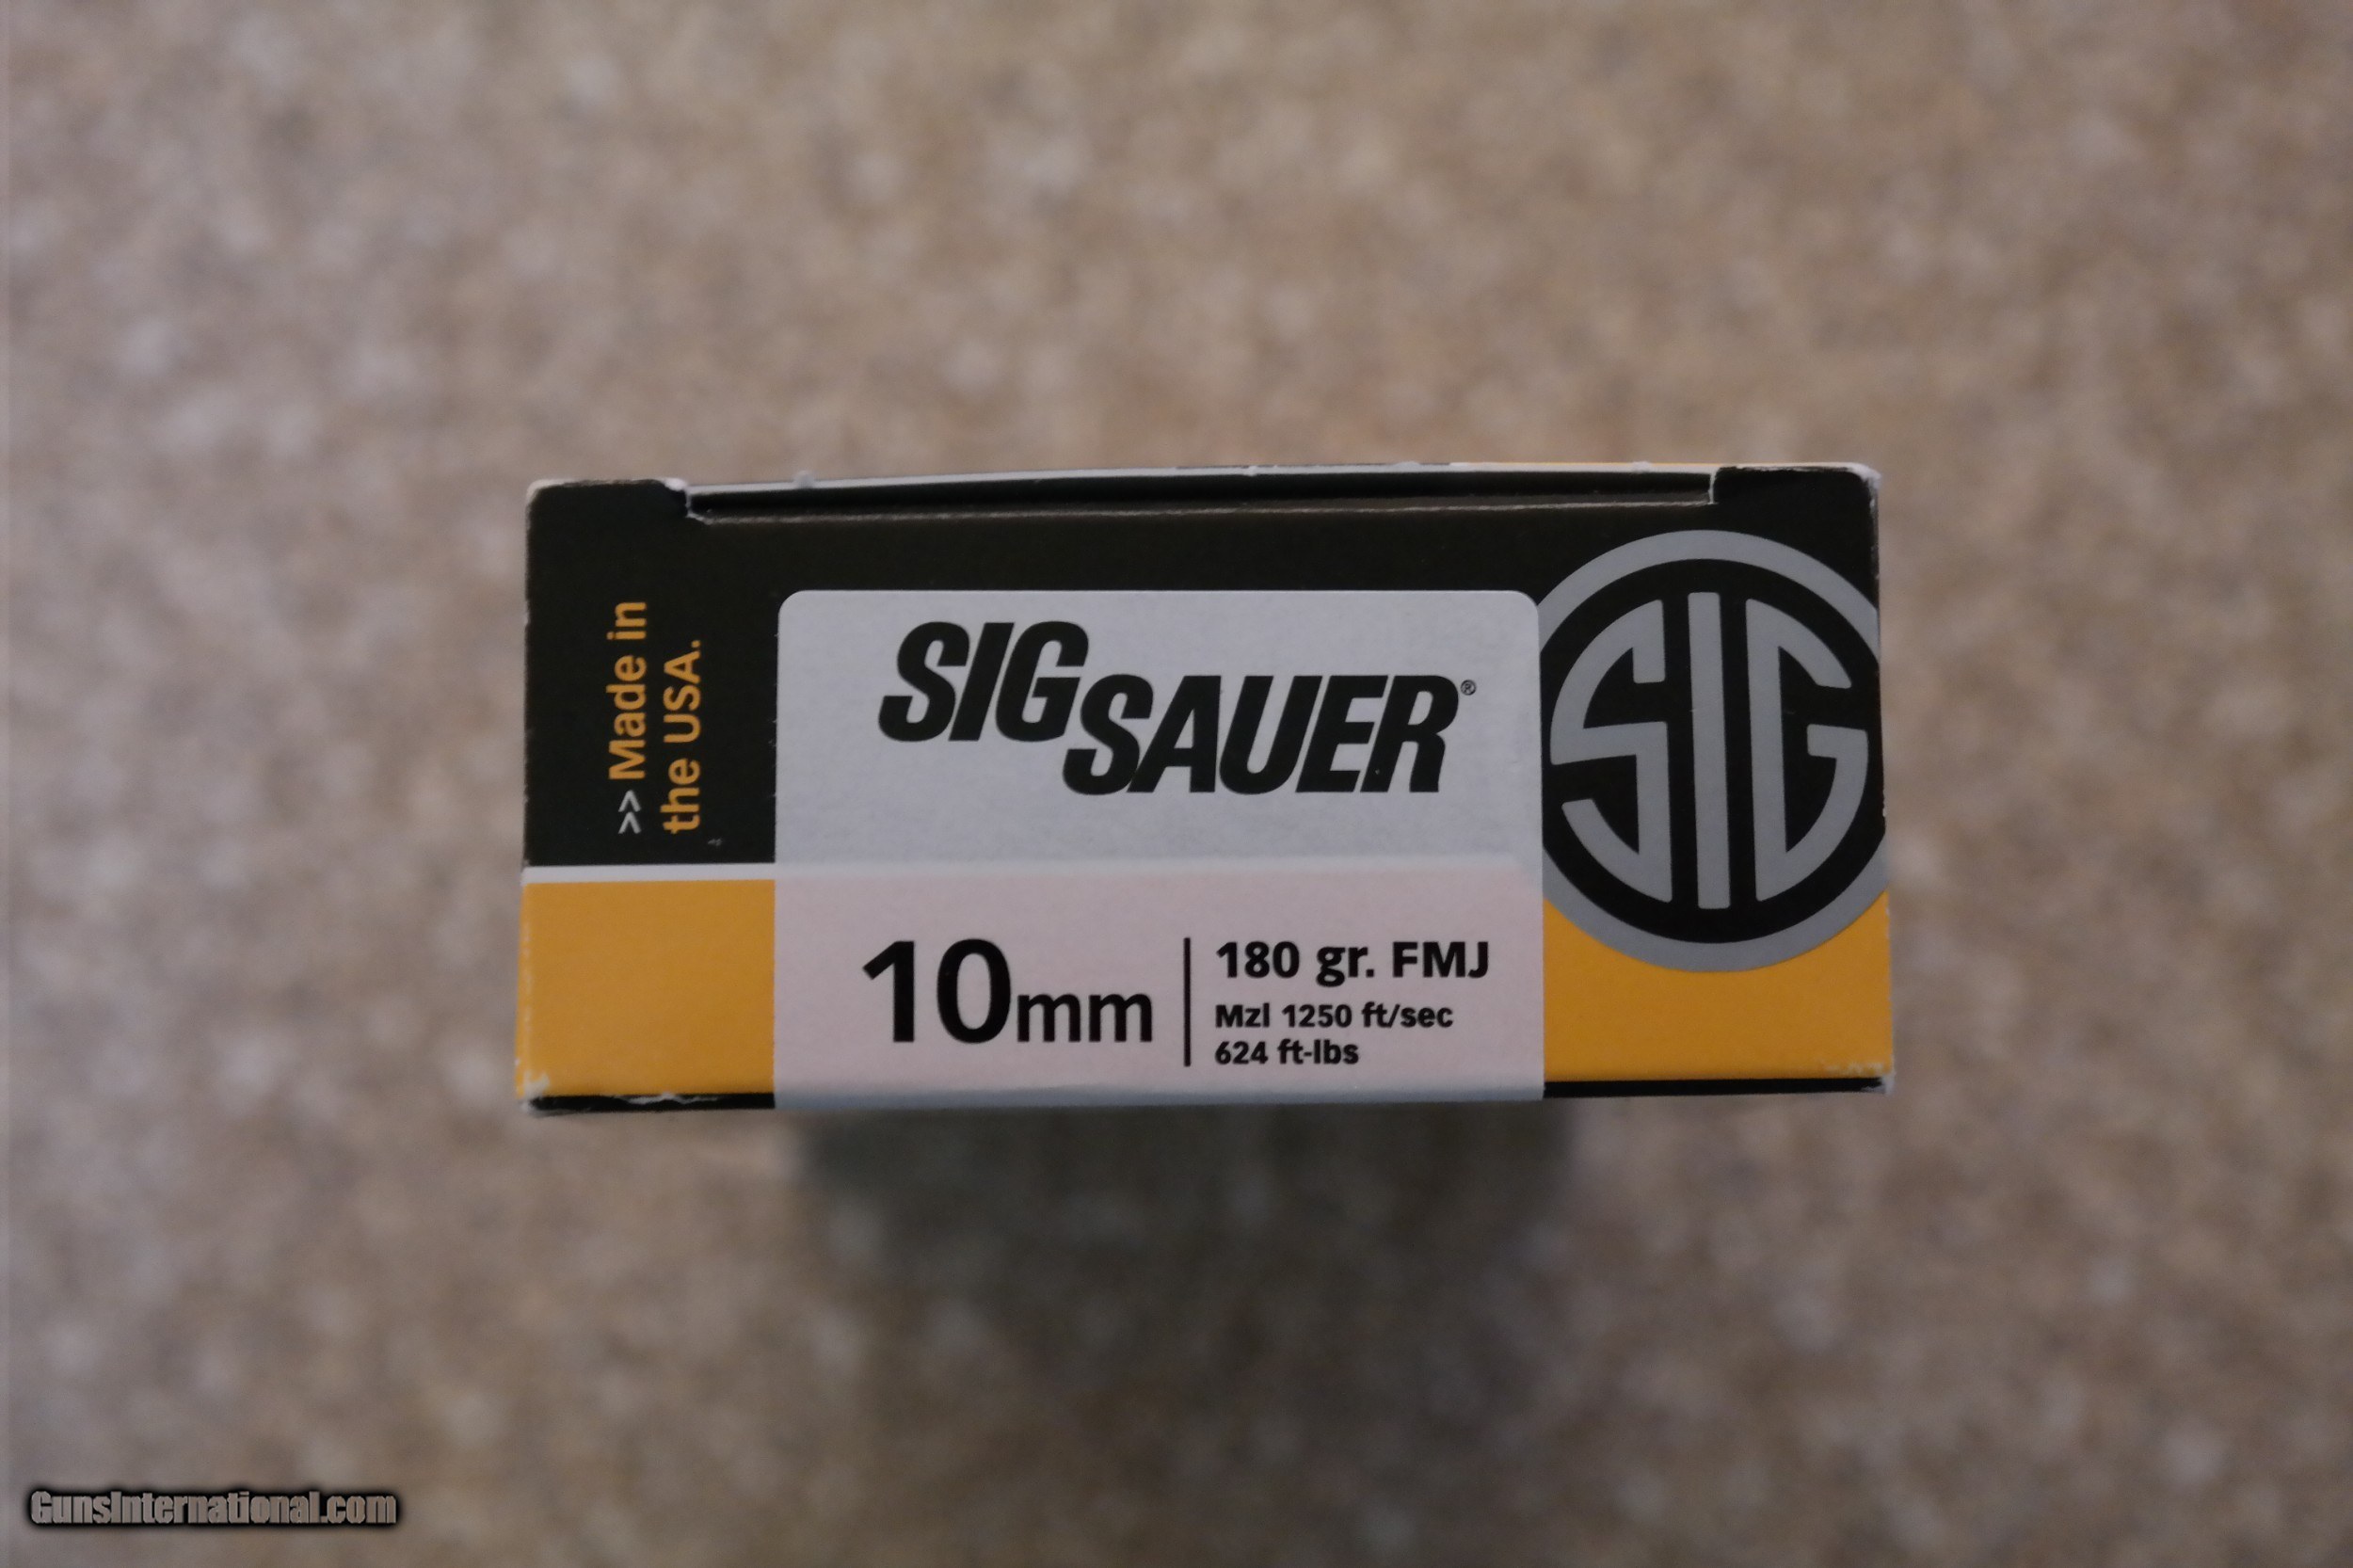 >> Made in
the USA.
SIG SAUER®
SIG
10mm
180 gr. FMJ
Mzl 1250 ft/sec
624 ft-lbs
GunsInternational.com